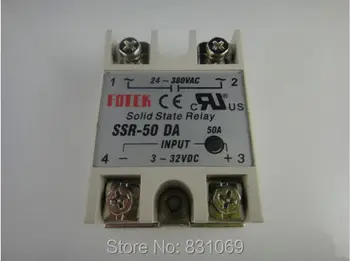 1 ~ 24-380VAC ~ 2
FOTEK CE c RU US
Solid State Relay
SSR-50 DA 50A
INPUT
4 - 3-32VDC + 3
Store No: 831069